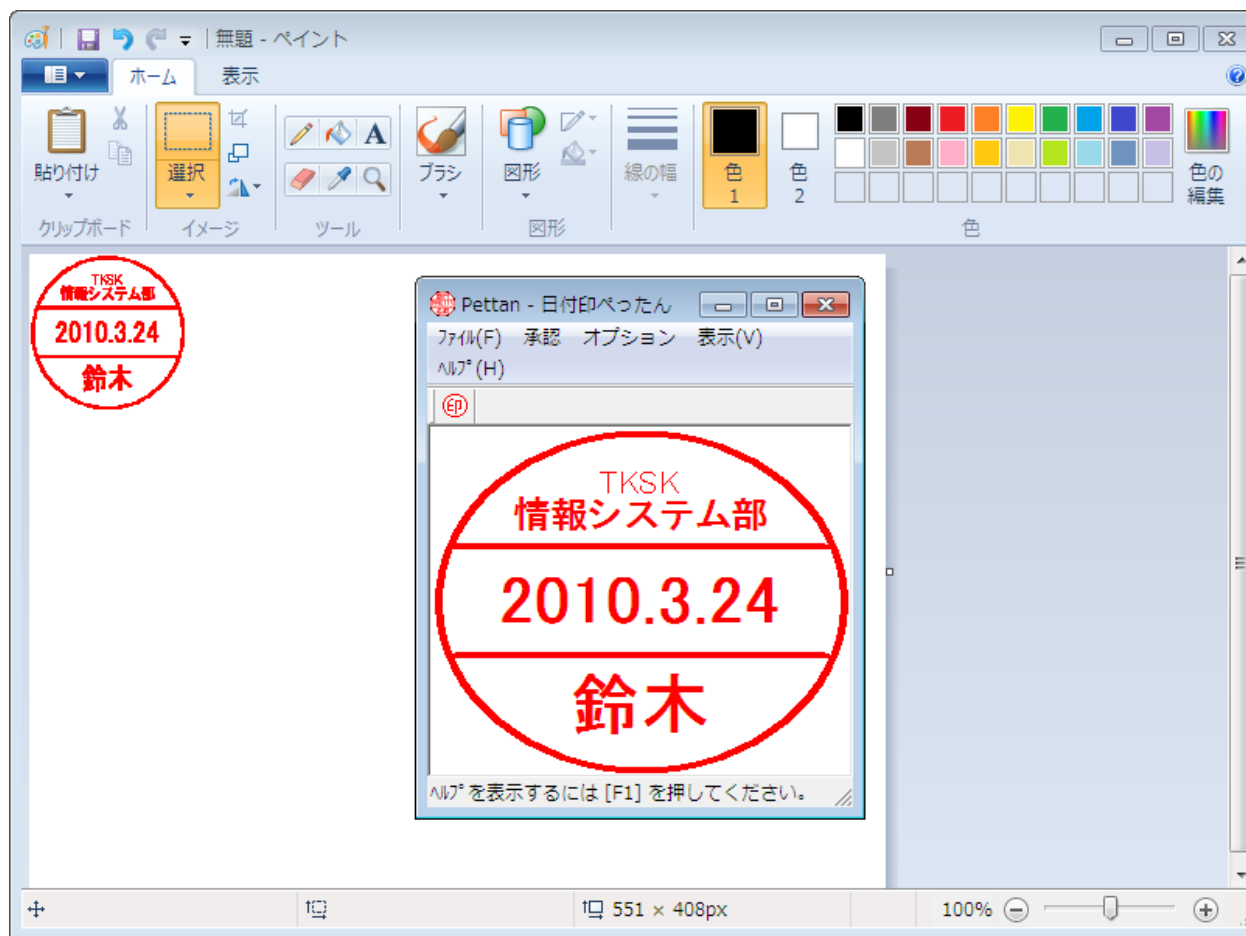 無題 - ペイント
ホーム 表示
貼り付け 選択 ブラシ 図形 線の幅 色 1 色 2 色の編集
クリップボード イメージ ツール 図形 色
TKSK
情報システム部
2010.3.24
鈴木
Pettan - 日付印ぺったん
ファイル(F) 承認 オプション 表示(V)
ヘルプ(H)
印
TKSK
情報システム部
2010.3.24
鈴木
ヘルプを表示するには [F1] を押してください。
551 × 408px 100%